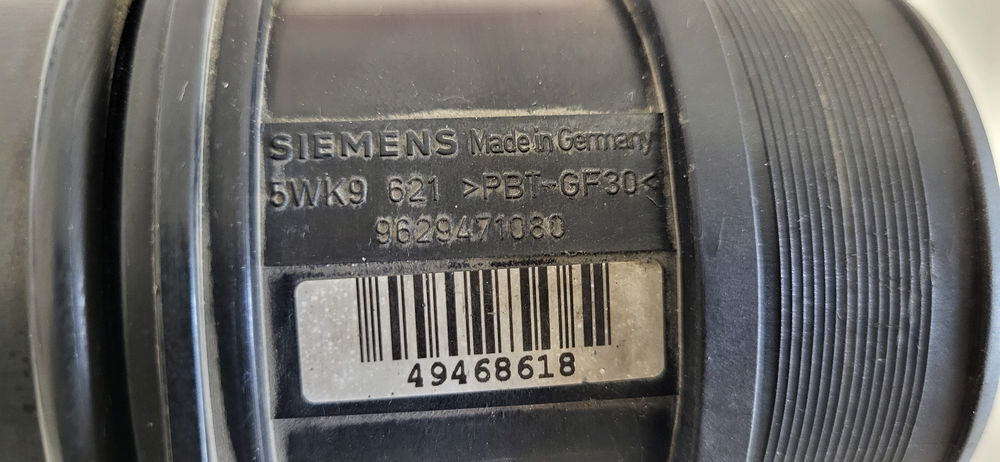 SIEMENS Made in Germany
5WK9 621 >PBT-GF30<
9629471080
49468618